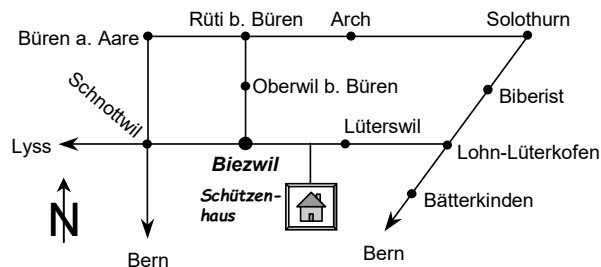 Rüti b. Büren
Arch
Solothurn
Büren a. Aare
Schnottwil
Oberwil b. Büren
Biberist
Lyss
Biezwil
Lüterswil
Lohn-Lüterkofen
Schützen-
haus
Bätterkinden
N
Bern
Bern